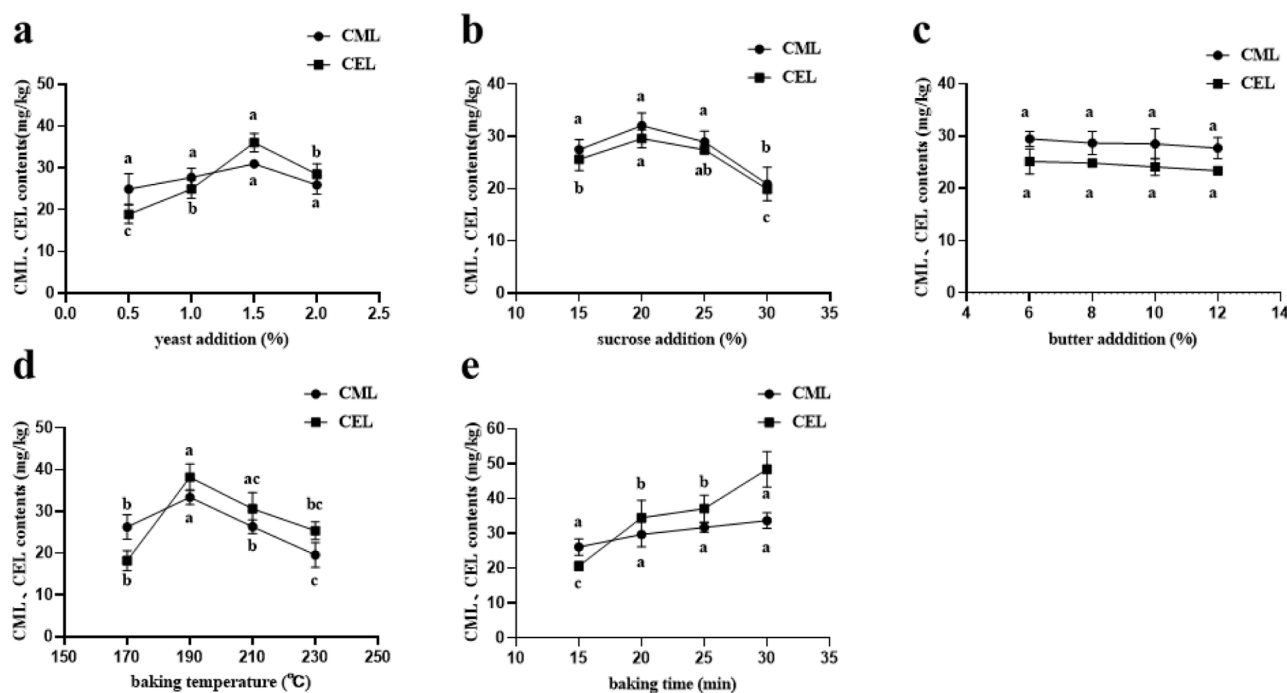 a
CML
CEL
CML、CEL contents(mg/kg)
50
40
30
20
10
0
a
a
a
b
c
b
a
a
0.0 0.5 1.0 1.5 2.0 2.5
yeast addition (%)
b
CML
CEL
CML、CEL contents (mg/kg)
40
30
20
10
0
a
a
a
b
b
a
ab
c
10 15 20 25 30 35
sucrose addition (%)
c
CML
CEL
CML、CEL contents (mg/kg)
40
30
20
10
0
a a a a
a a a a
4 6 8 10 12 14
butter adddition (%)
d
CML
CEL
CML、CEL contents (mg/kg)
50
40
30
20
10
0
b
a
ac
bc
b
a
b
c
150 170 190 210 230 250
baking temperature (℃)
e
CML
CEL
CML、CEL contents (mg/kg)
60
50
40
30
20
10
0
a
b
b
a
c
a
a
a
10 15 20 25 30 35
baking time (min)